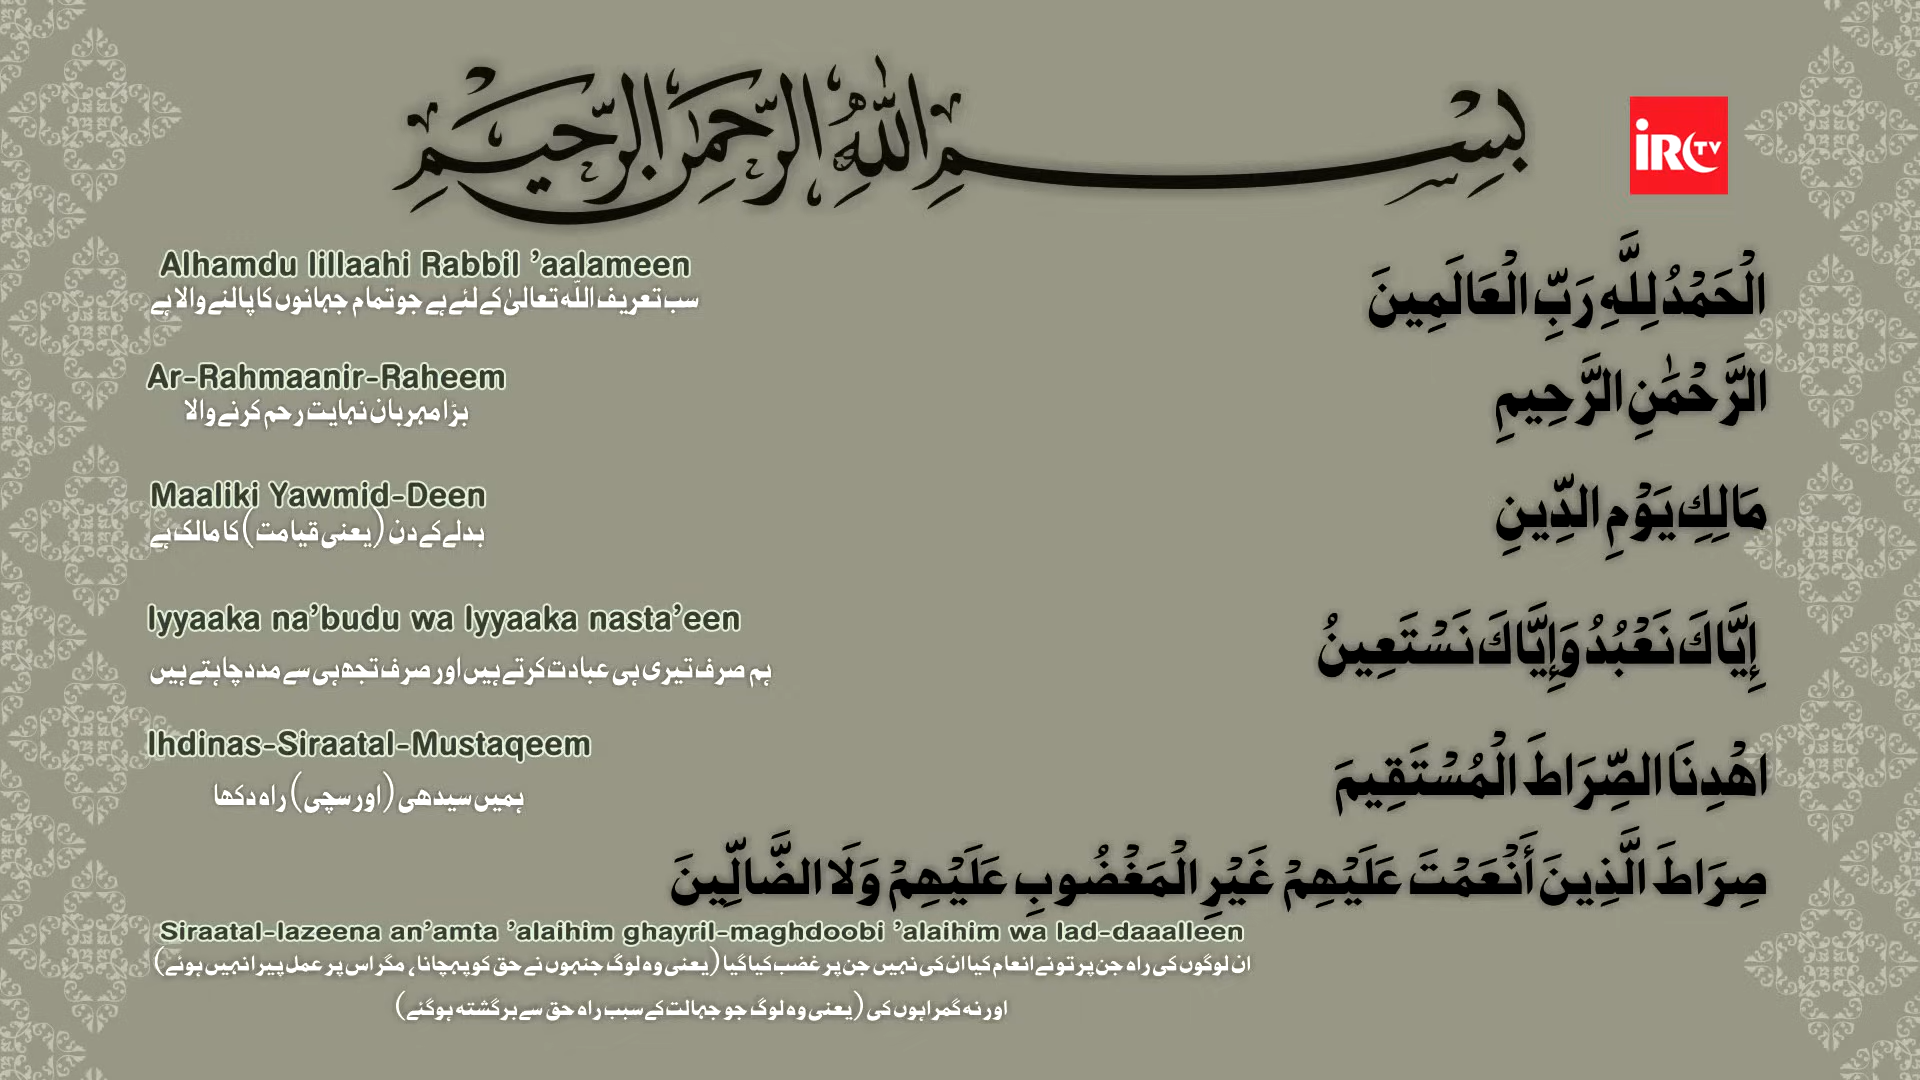 بِسْمِ اللّٰهِ الرَّحْمٰنِ الرَّحِيْمِ
iRC TV
الْحَمْدُ لِلَّهِ رَبِّ الْعَالَمِينَ
Alhamdu lillaahi Rabbil ’aalameen
سب تعریف اللّٰہ تعالیٰ کے لئے ہے جو تمام جہانوں کا پالنے والا ہے
الرَّحْمَٰنِ الرَّحِيمِ
Ar-Rahmaanir-Raheem
بڑا مہربان نہایت رحم کرنے والا
مَالِكِ يَوْمِ الدِّينِ
Maaliki Yawmid-Deen
بدلے کے دن (یعنی قیامت) کا مالک ہے
إِيَّاكَ نَعْبُدُ وَإِيَّاكَ نَسْتَعِينُ
Iyyaaka na’budu wa Iyyaaka nasta’een
ہم صرف تیری ہی عبادت کرتے ہیں اور صرف تجھ ہی سے مدد چاہتے ہیں
اهْدِنَا الصِّرَاطَ الْمُسْتَقِيمَ
Ihdinas-Siraatal-Mustaqeem
ہمیں سیدھی (اور سچی) راہ دکھا
صِرَاطَ الَّذِينَ أَنْعَمْتَ عَلَيْهِمْ غَيْرِ الْمَغْضُوبِ عَلَيْهِمْ وَلَا الضَّالِّينَ
Siraatal-lazeena an’amta ’alaihim ghayril-maghdoobi ’alaihim wa lad-daaalleen
ان لوگوں کی راہ جن پر تو نے انعام کیا ان کی نہیں جن پر غضب کیا گیا (یعنی وہ لوگ جنہوں نے حق کو پہچانا، مگر اس پر عمل پیرا نہیں ہوئے)
اور نہ گمراہوں کی (یعنی وہ لوگ جو جہالت کے سبب راہ حق سے برگشتہ ہوگئے)